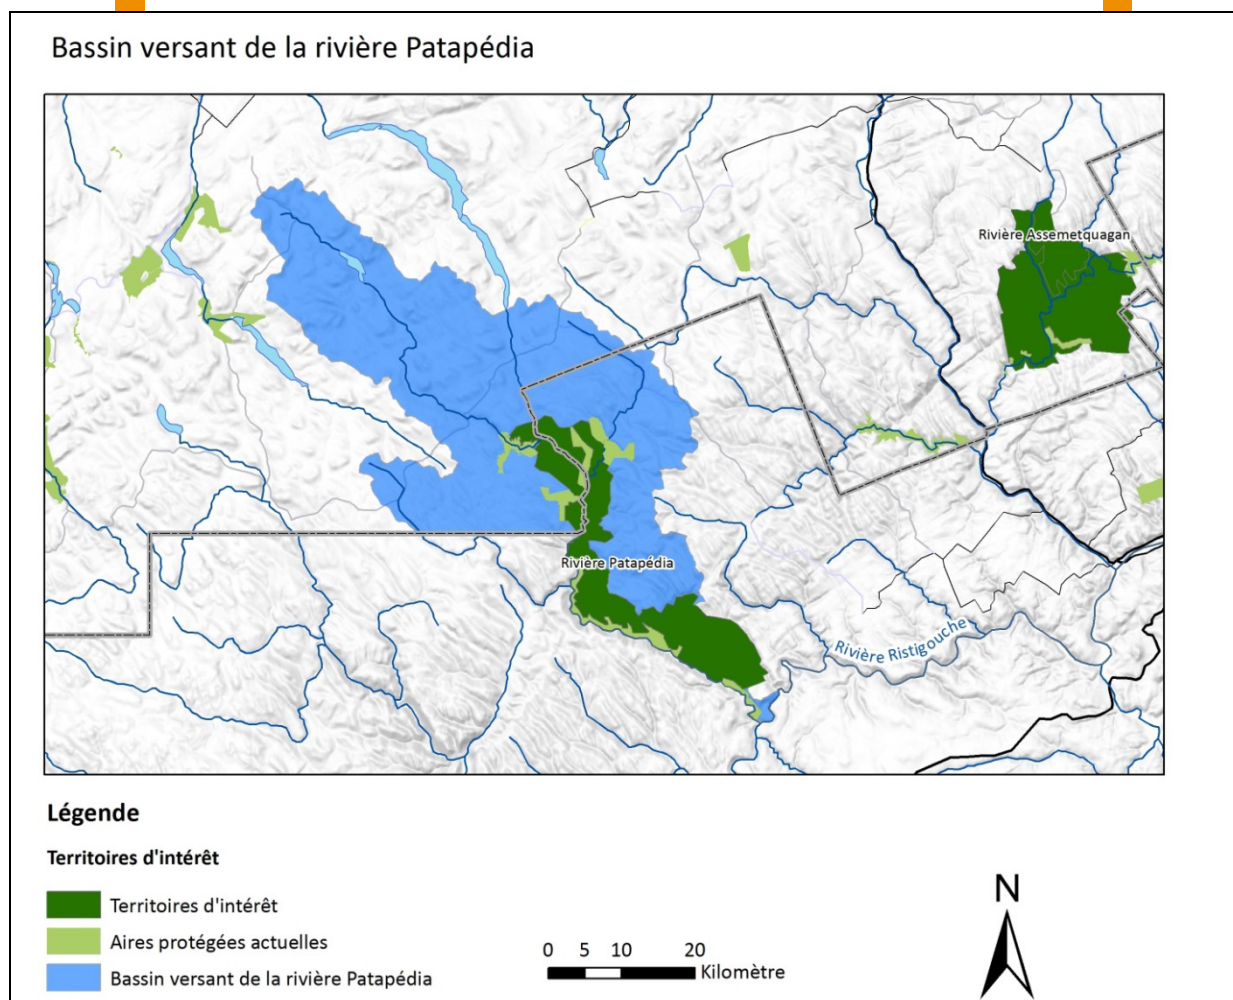 Bassin versant de la rivière Patapédia
Rivière Assemetquagan
Rivière Patapédia
Rivière Ristigouche
Légende
Territoires d'intérêt
Territoires d'intérêt
Aires protégées actuelles
Bassin versant de la rivière Patapédia
0 5 10 20
Kilomètre
N